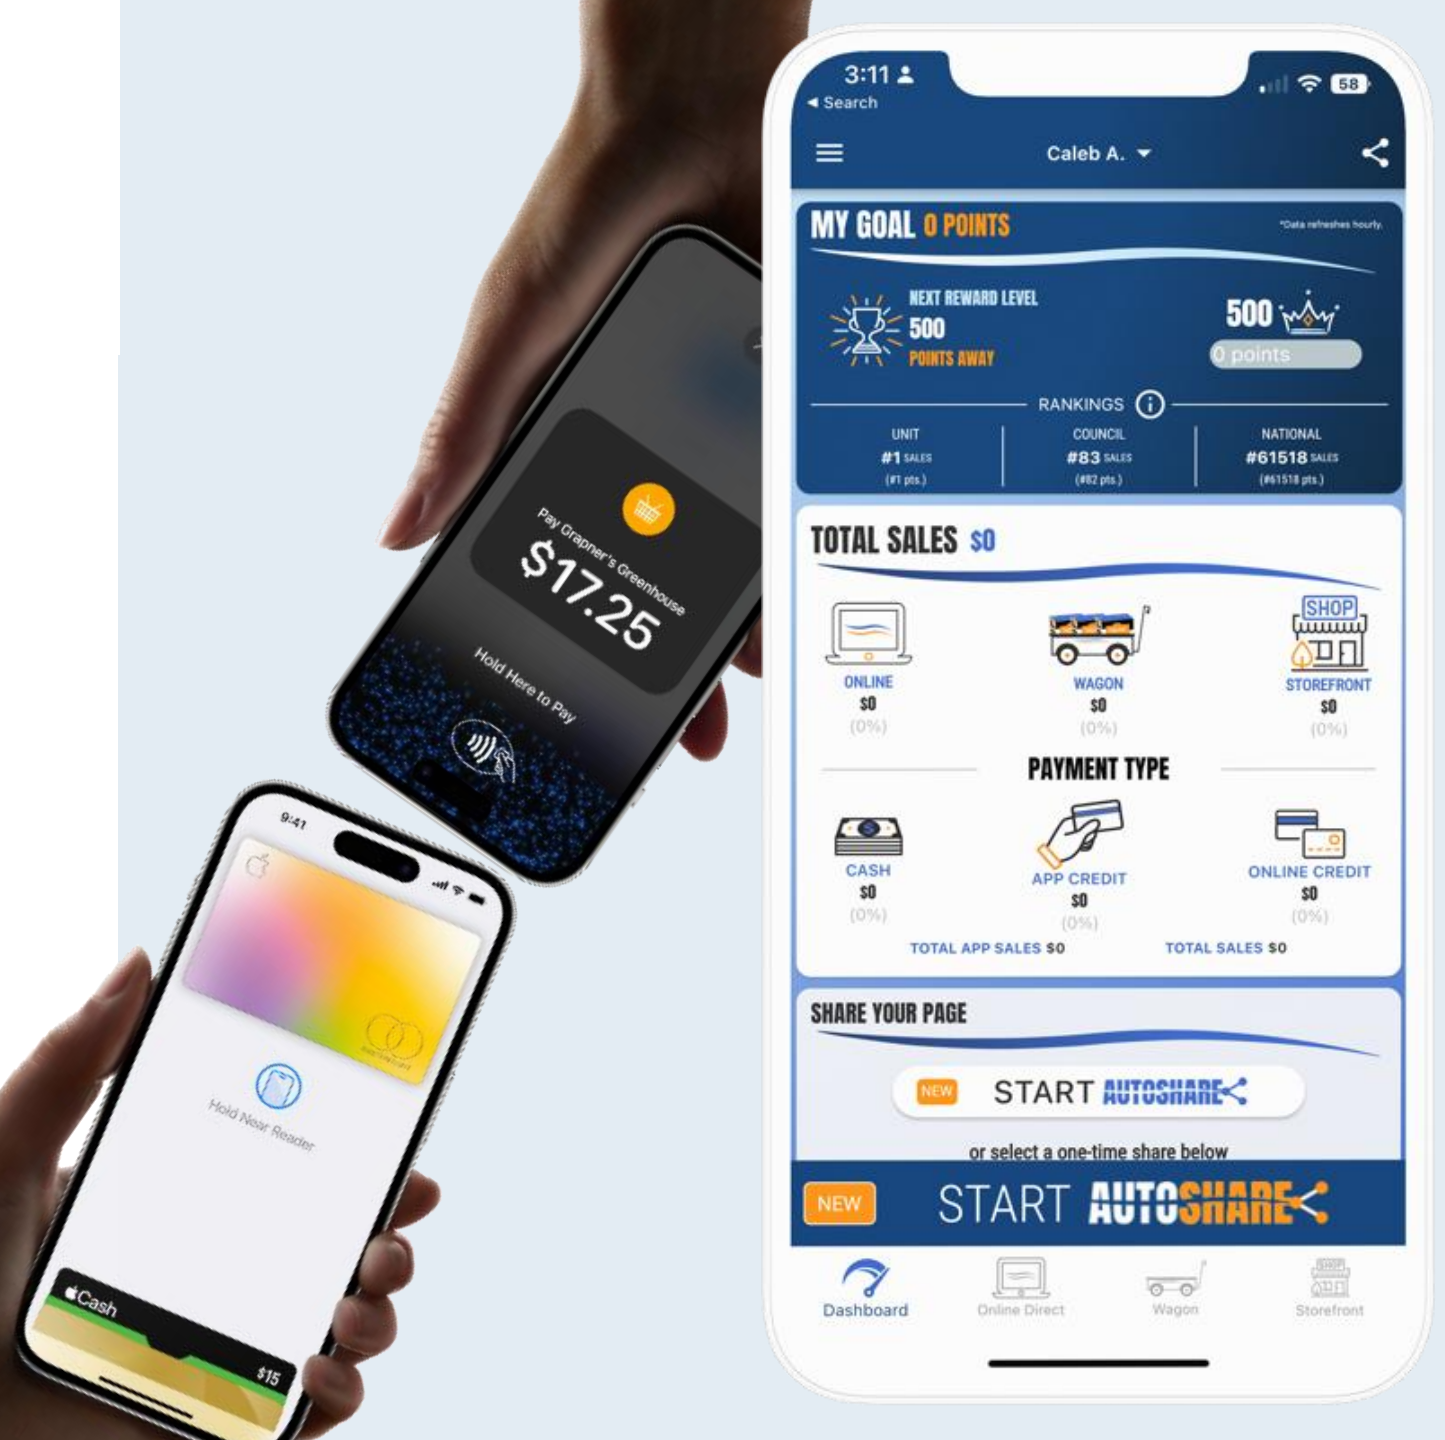 3:11
58
◄ Search
Caleb A.
MY GOAL 0 POINTS
*Data refreshes hourly.
NEXT REWARD LEVEL
500
POINTS AWAY
500
0 points
RANKINGS
UNIT
#1 SALES
(#1 pts.)
COUNCIL
#83 SALES
(#82 pts.)
NATIONAL
#61518 SALES
(#61518 pts.)
TOTAL SALES $0
ONLINE
$0
(0%)
WAGON
$0
(0%)
SHOP
STOREFRONT
$0
(0%)
PAYMENT TYPE
CASH
$0
(0%)
APP CREDIT
$0
(0%)
ONLINE CREDIT
$0
(0%)
TOTAL APP SALES $0
TOTAL SALES $0
SHARE YOUR PAGE
NEW START AUTOSHARE
or select a one-time share below
NEW START AUTOSHARE
Dashboard
Online Direct
Wagon
SHOP
Storefront
Pay Grapner's Greenhouse
$17.25
Hold Here to Pay
9:41
Hold Near Reader
Cash
$15